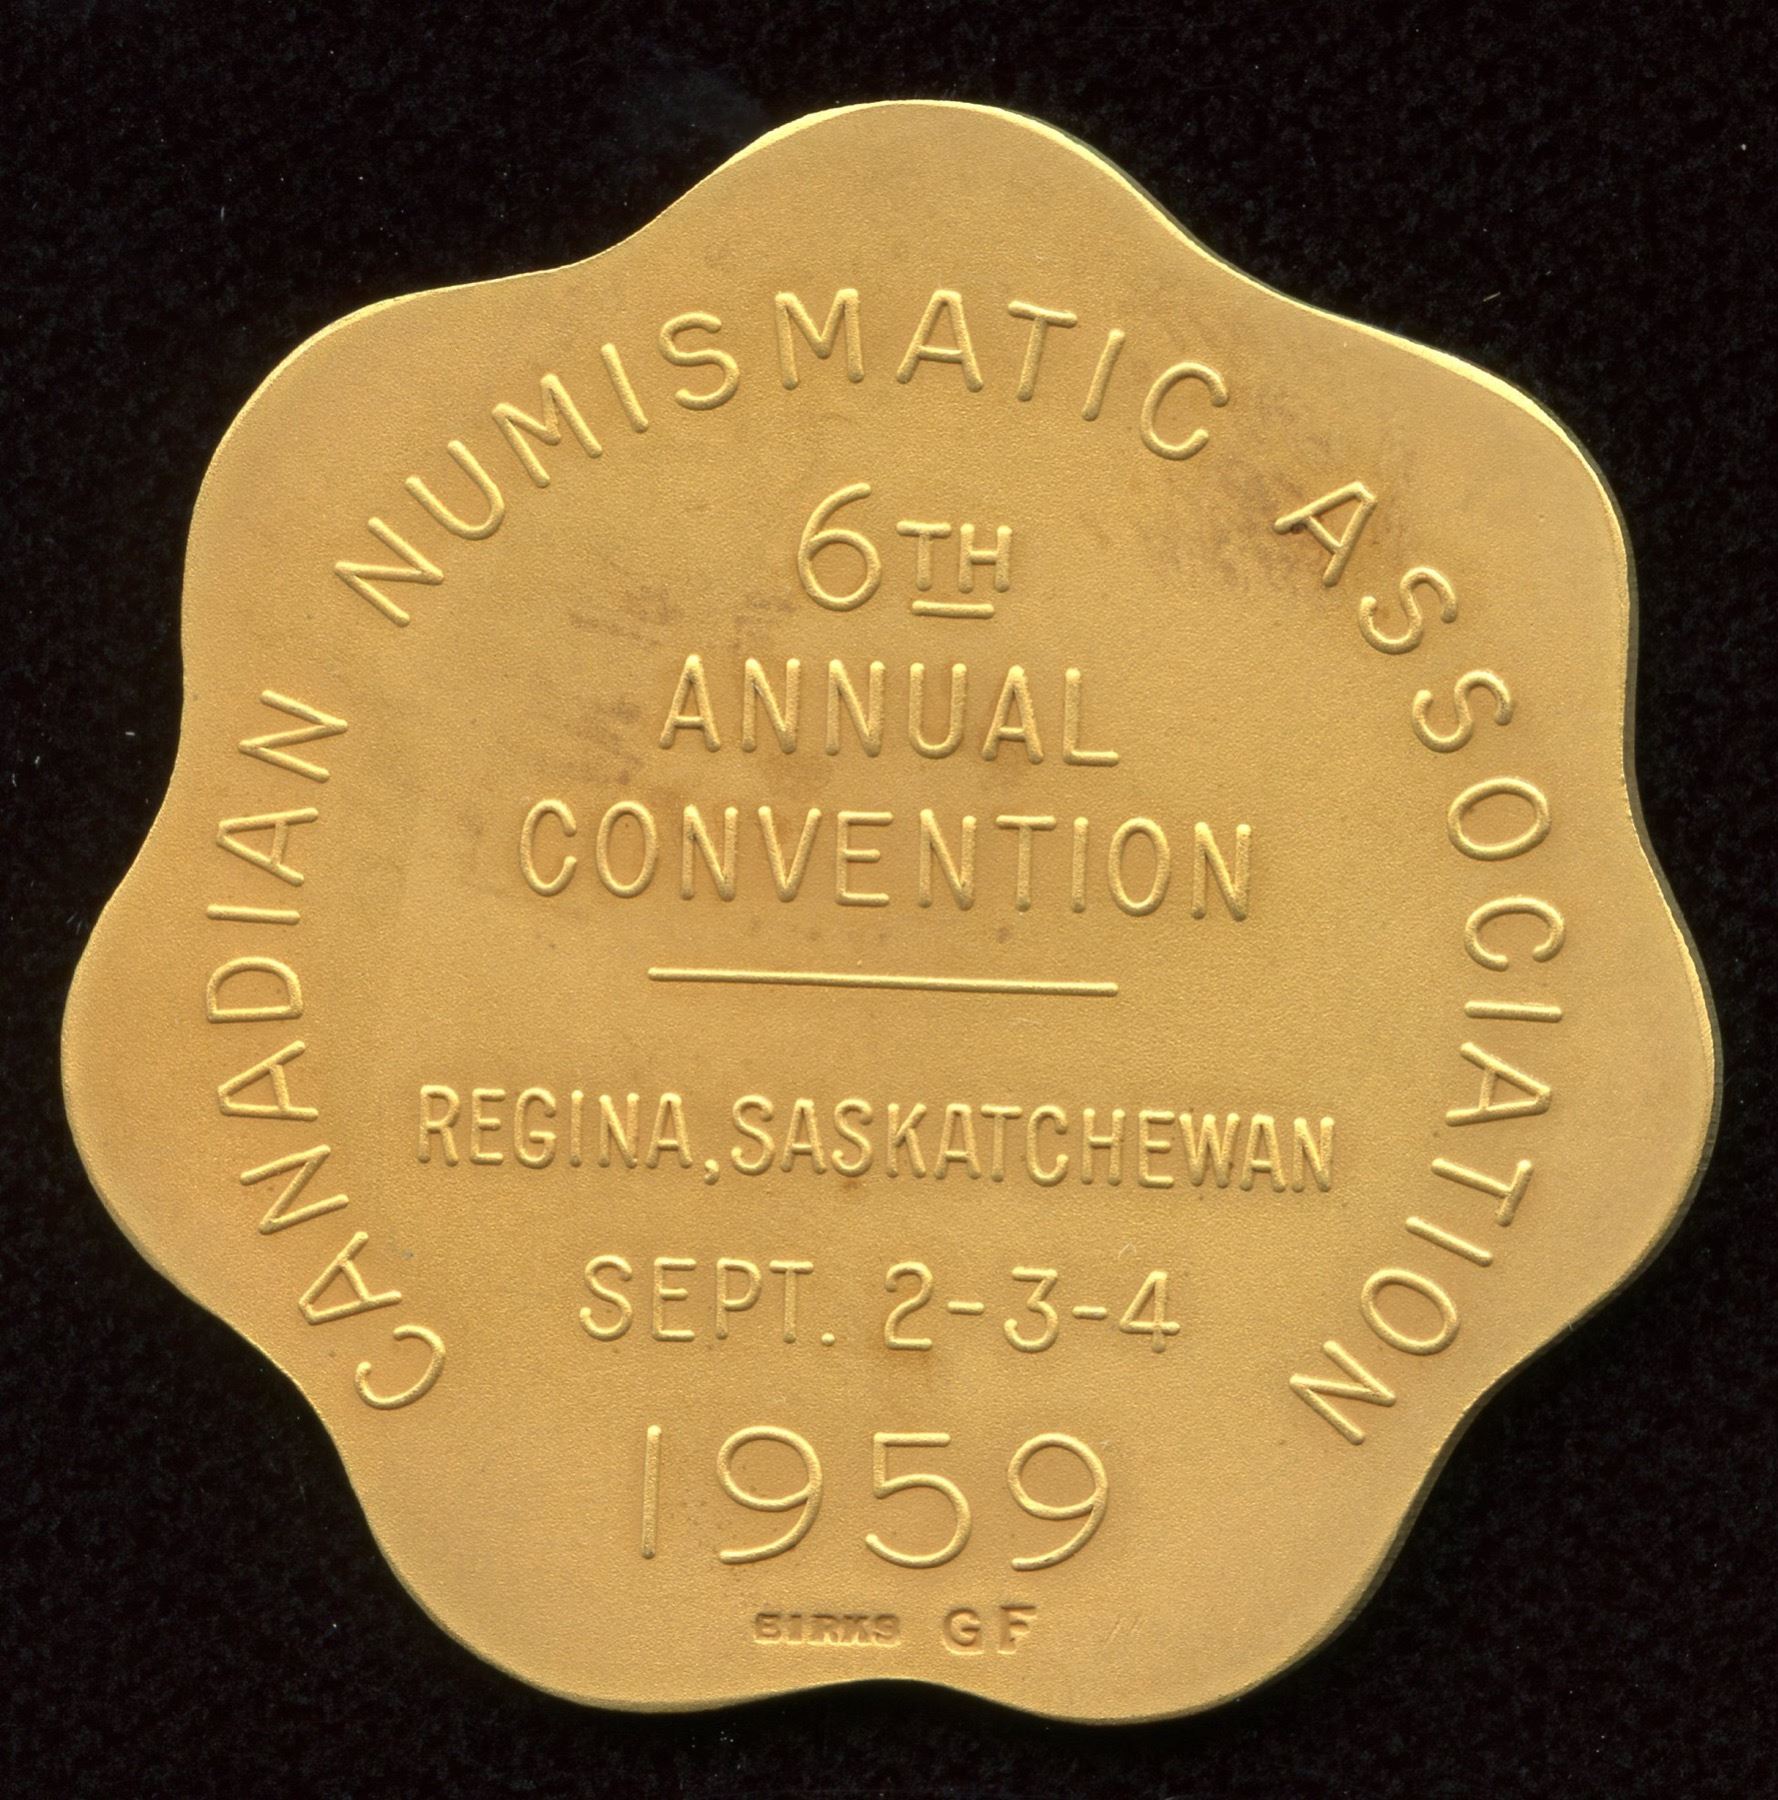 CANADIAN NUMISMATIC ASSOCIATION
6TH
ANNUAL
CONVENTION
REGINA, SASKATCHEWAN
SEPT. 2-3-4
1959
BIRKS GF